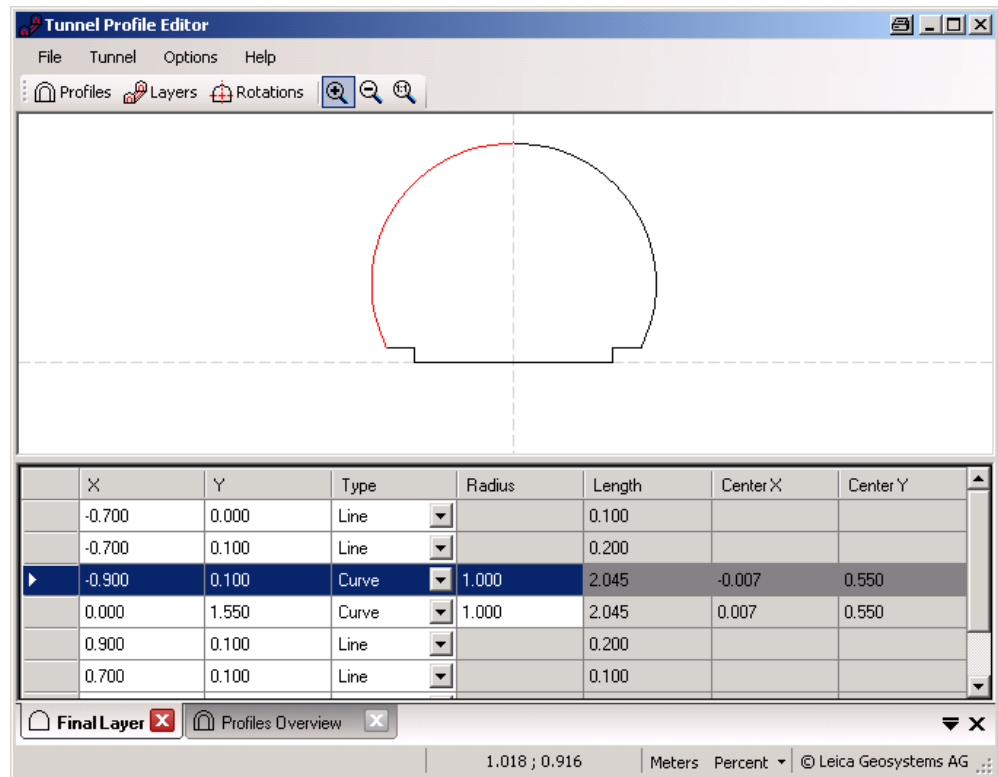 Tunnel Profile Editor
File Tunnel Options Help
Profiles Layers Rotations
X Y Type Radius Length Center X Center Y
-0.700 0.000 Line 0.100
-0.700 0.100 Line 0.200
-0.900 0.100 Curve 1.000 2.045 -0.007 0.550
0.000 1.550 Curve 1.000 2.045 0.007 0.550
0.900 0.100 Line 0.200
0.700 0.100 Line 0.100
Final Layer Profiles Overview
1.018 ; 0.916 Meters Percent © Leica Geosystems AG